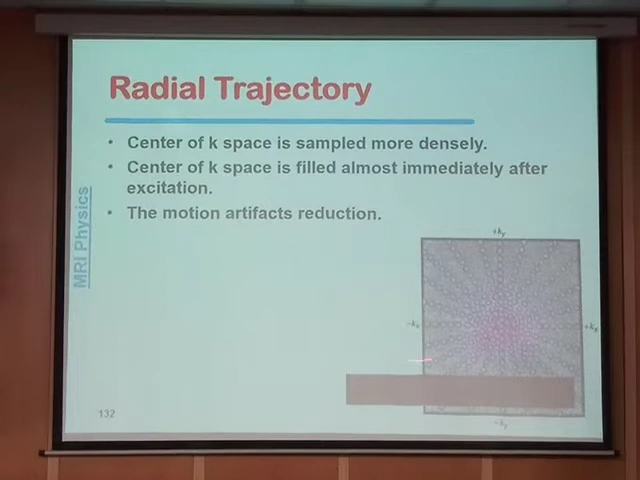 Radial Trajectory
• Center of k space is sampled more densely.
• Center of k space is filled almost immediately after
excitation.
• The motion artifacts reduction.
MRI Physics
+ky
-kx
+kx
-ky
132